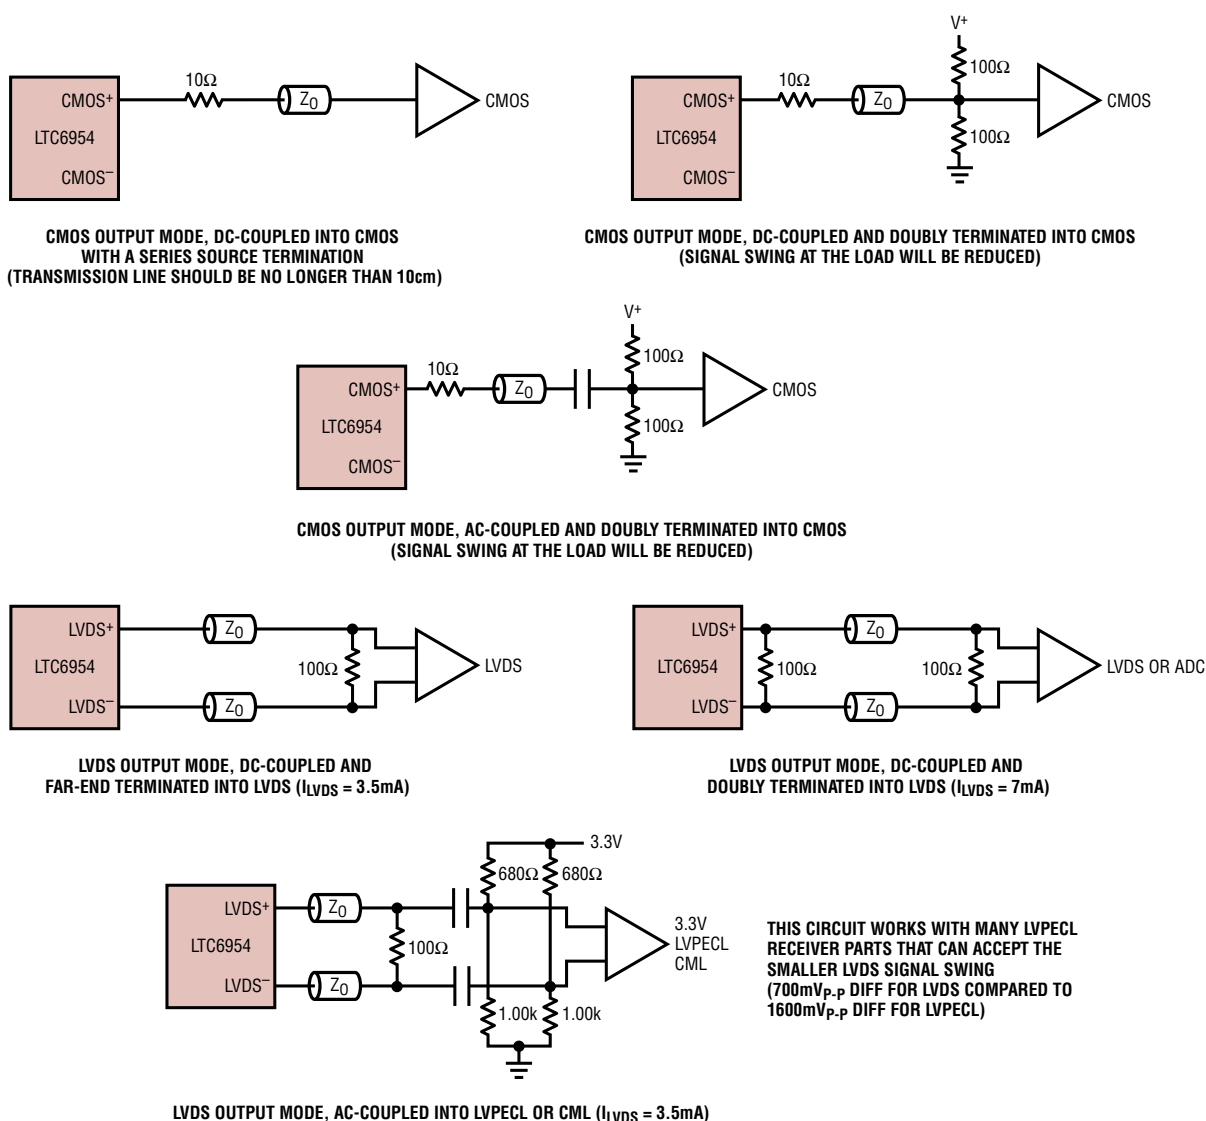 CMOS+
LTC6954
CMOS–
10Ω
Z0
CMOS
CMOS OUTPUT MODE, DC-COUPLED INTO CMOS
WITH A SERIES SOURCE TERMINATION
(TRANSMISSION LINE SHOULD BE NO LONGER THAN 10cm)
CMOS+
LTC6954
CMOS–
10Ω
Z0
V+
100Ω
100Ω
CMOS
CMOS OUTPUT MODE, DC-COUPLED AND DOUBLY TERMINATED INTO CMOS
(SIGNAL SWING AT THE LOAD WILL BE REDUCED)
CMOS+
LTC6954
CMOS–
10Ω
Z0
V+
100Ω
100Ω
CMOS
CMOS OUTPUT MODE, AC-COUPLED AND DOUBLY TERMINATED INTO CMOS
(SIGNAL SWING AT THE LOAD WILL BE REDUCED)
LVDS+
LTC6954
LVDS–
Z0
Z0
100Ω
LVDS
LVDS OUTPUT MODE, DC-COUPLED AND
FAR-END TERMINATED INTO LVDS (ILVDS = 3.5mA)
LVDS+
LTC6954
LVDS–
100Ω
Z0
Z0
100Ω
LVDS OR ADC
LVDS OUTPUT MODE, DC-COUPLED AND
DOUBLY TERMINATED INTO LVDS (ILVDS = 7mA)
LVDS+
LTC6954
LVDS–
Z0
Z0
100Ω
3.3V
680Ω
680Ω
1.00k
1.00k
3.3V
LVPECL
CML
THIS CIRCUIT WORKS WITH MANY LVPECL
RECEIVER PARTS THAT CAN ACCEPT THE
SMALLER LVDS SIGNAL SWING
(700mVP-P DIFF FOR LVDS COMPARED TO
1600mVP-P DIFF FOR LVPECL)
LVDS OUTPUT MODE, AC-COUPLED INTO LVPECL OR CML (ILVDS = 3.5mA)